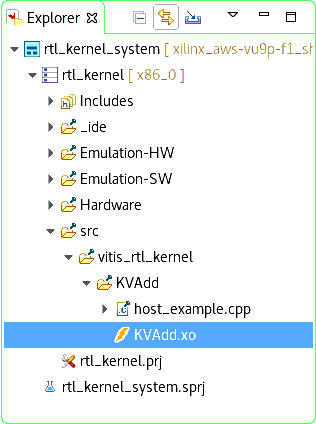 Explorer
rtl_kernel_system [ xilinx_aws-vu9p-f1_sh
rtl_kernel [ x86_0 ]
Includes
_ide
Emulation-HW
Emulation-SW
Hardware
src
vitis_rtl_kernel
KVAdd
host_example.cpp
KVAdd.xo
rtl_kernel.prj
rtl_kernel_system.sprj